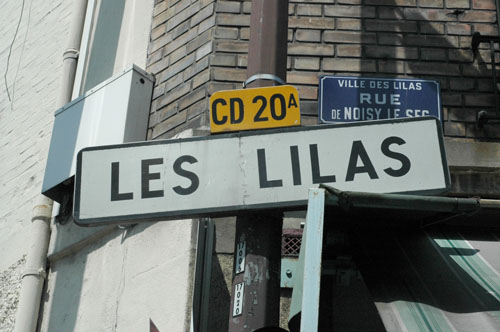 CD 20A
VILLE DES LILAS
RUE
DE NOISY LE SEC
LES LILAS